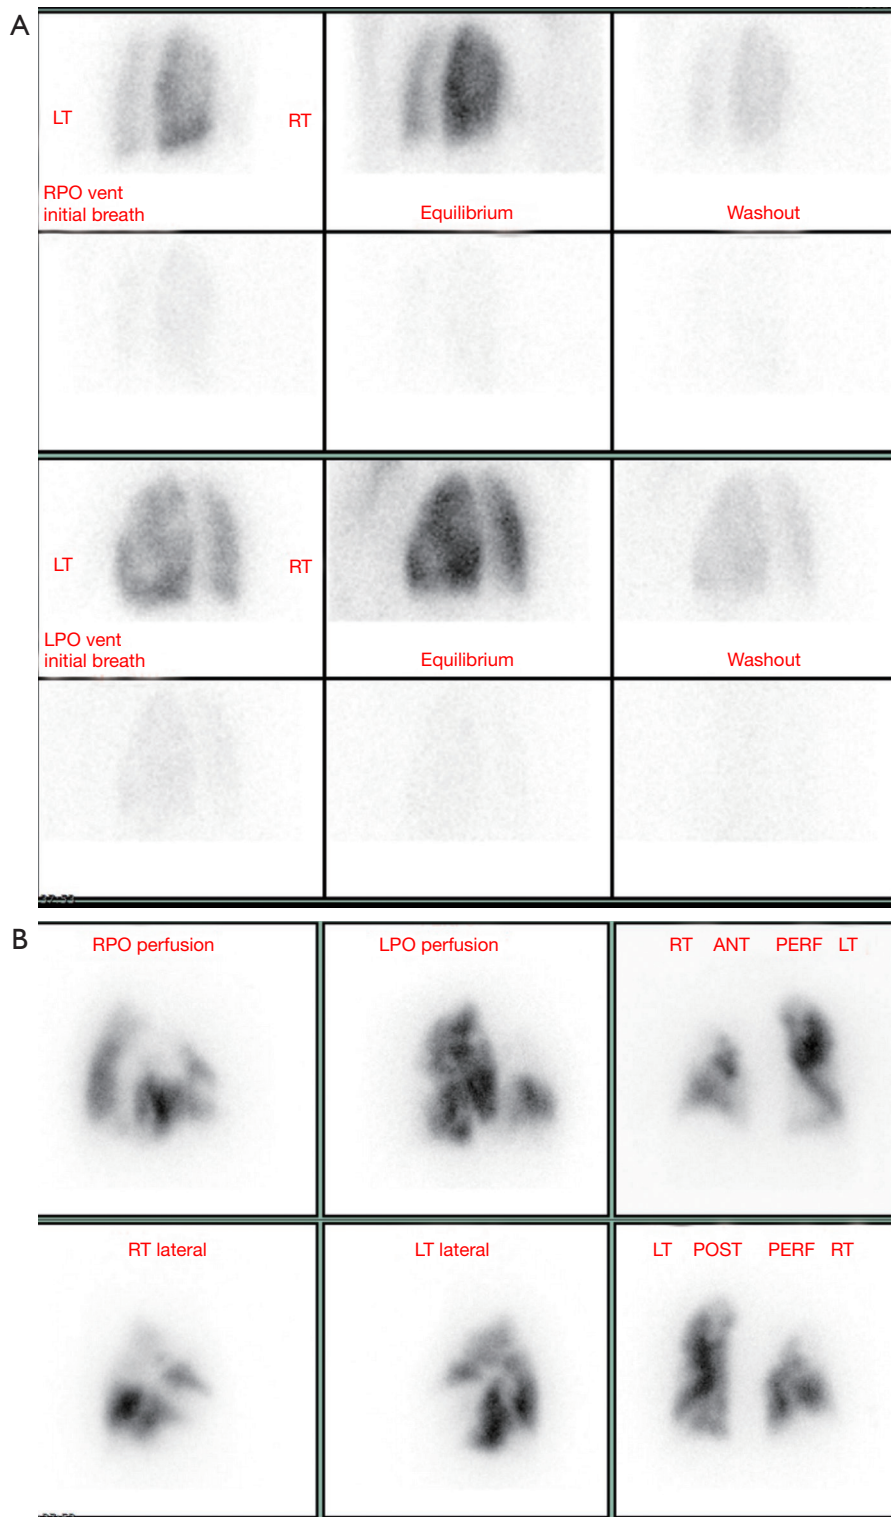 A
LT
RT
RPO vent
initial breath
Equilibrium
Washout
LT
RT
LPO vent
initial breath
Equilibrium
Washout
B
RPO perfusion
LPO perfusion
RT ANT PERF LT
RT lateral
LT lateral
LT POST PERF RT